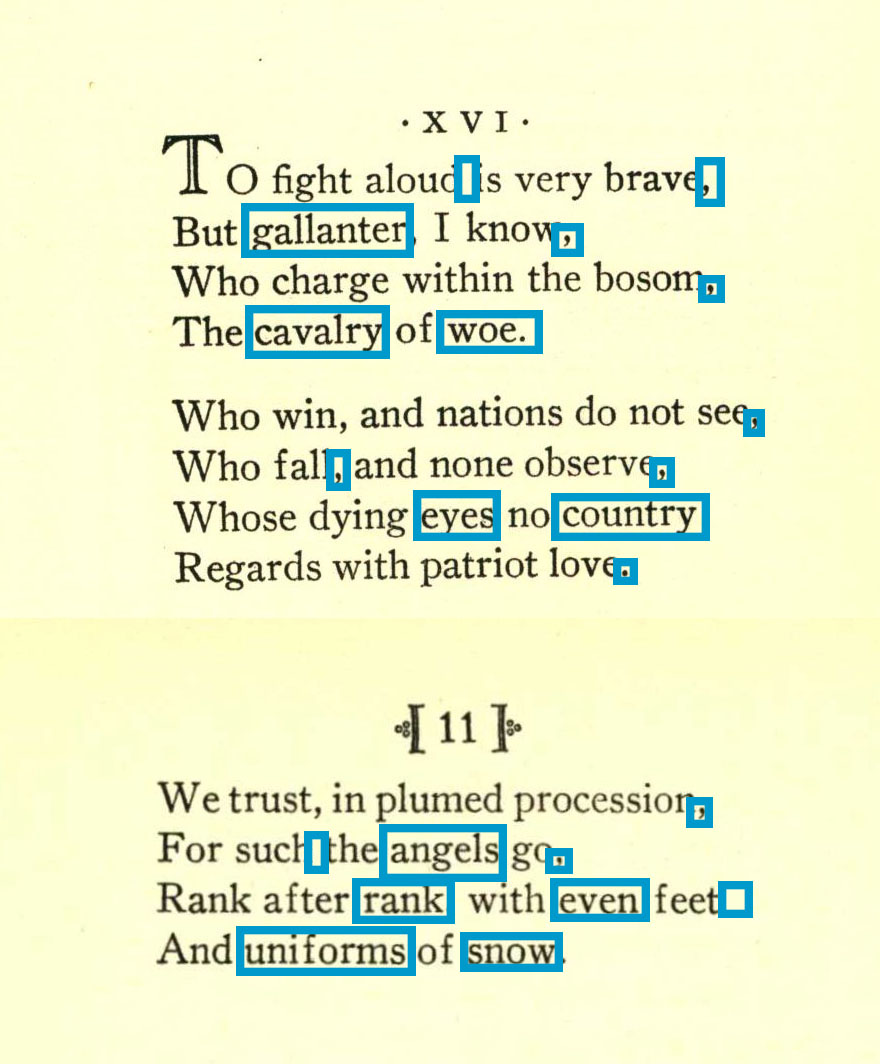 · XVI ·
TO fight aloud is very brave,
But gallanter, I know,
Who charge within the bosom,
The cavalry of woe.
Who win, and nations do not see,
Who fall, and none observe,
Whose dying eyes no country
Regards with patriot love.
[ 11 ]
We trust, in plumed procession,
For such the angels go,
Rank after rank with even feet
And uniforms of snow.